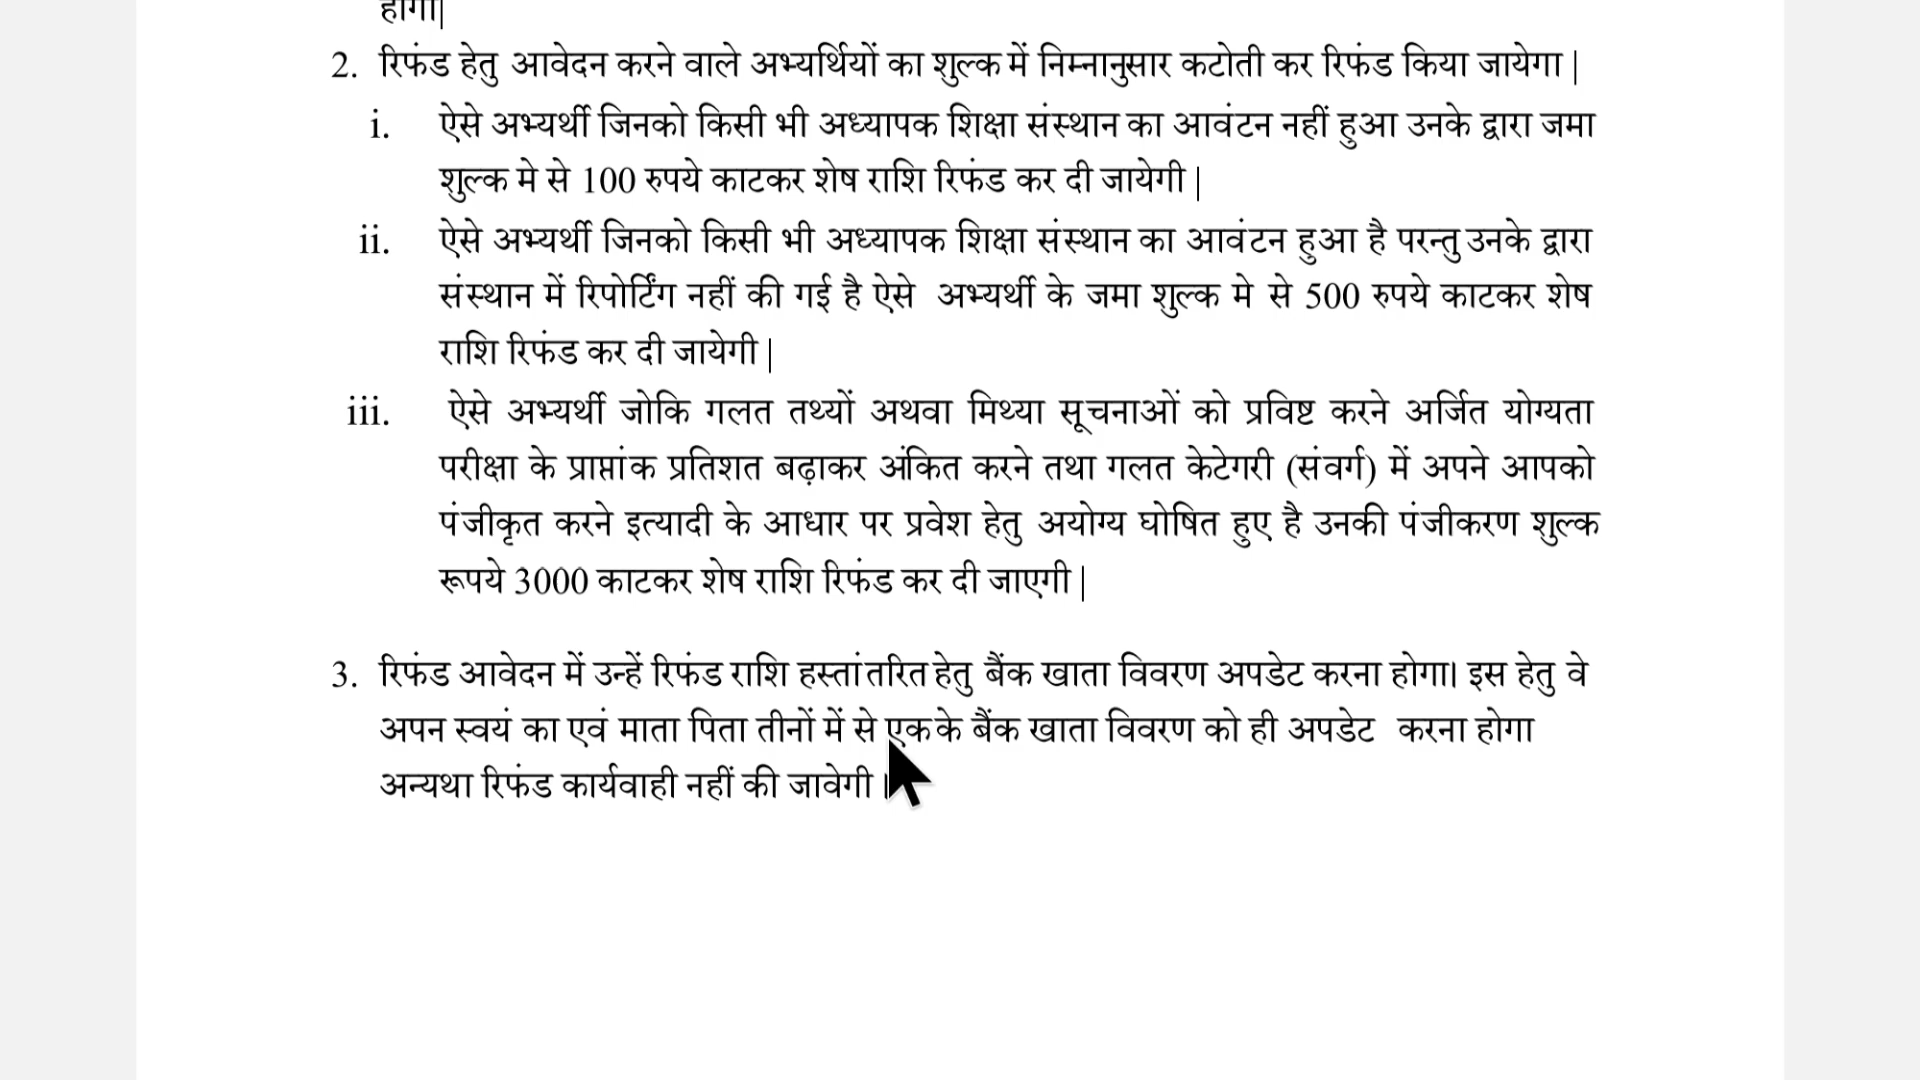 होगा|
2. रिफंड हेतु आवेदन करने वाले अभ्यर्थियों का शुल्क में निम्नानुसार कटोती कर रिफंड किया जायेगा |
i. ऐसे अभ्यर्थी जिनको किसी भी अध्यापक शिक्षा संस्थान का आवंटन नहीं हुआ उनके द्वारा जमा
शुल्क मे से 100 रुपये काटकर शेष राशि रिफंड कर दी जायेगी |
ii. ऐसे अभ्यर्थी जिनको किसी भी अध्यापक शिक्षा संस्थान का आवंटन हुआ है परन्तु उनके द्वारा
संस्थान में रिपोर्टिंग नहीं की गई है ऐसे अभ्यर्थी के जमा शुल्क मे से 500 रुपये काटकर शेष
राशि रिफंड कर दी जायेगी |
iii. ऐसे अभ्यर्थी जोकि गलत तथ्यों अथवा मिथ्या सूचनाओं को प्रविष्ट करने अर्जित योग्यता
परीक्षा के प्राप्तांक प्रतिशत बढ़ाकर अंकित करने तथा गलत केटेगरी (संवर्ग) में अपने आपको
पंजीकृत करने इत्यादी के आधार पर प्रवेश हेतु अयोग्य घोषित हुए है उनकी पंजीकरण शुल्क
रूपये 3000 काटकर शेष राशि रिफंड कर दी जाएगी |
3. रिफंड आवेदन में उन्हें रिफंड राशि हस्तांतरित हेतु बैंक खाता विवरण अपडेट करना होगा। इस हेतु वे
अपन स्वयं का एवं माता पिता तीनों में से एकके बैंक खाता विवरण को ही अपडेट करना होगा
अन्यथा रिफंड कार्यवाही नहीं की जावेगी ।